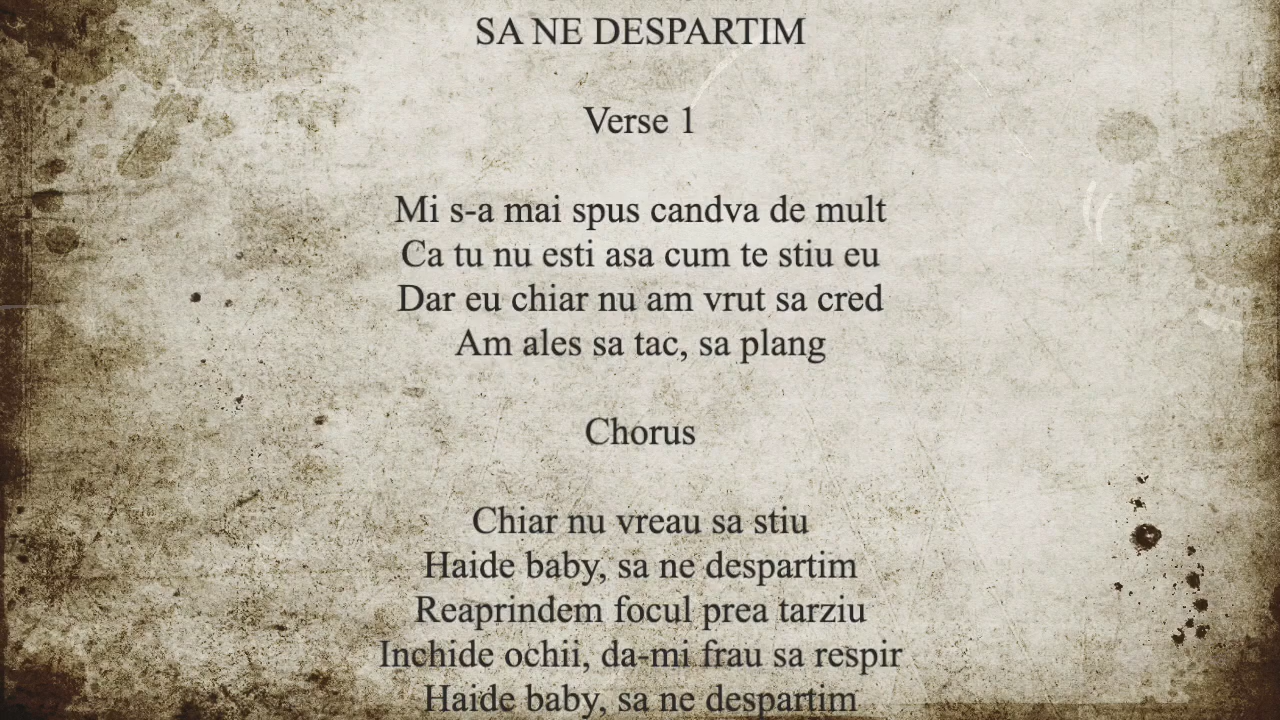 SA NE DESPARTIM
Verse 1
Mi s-a mai spus candva de mult
Ca tu nu esti asa cum te stiu eu
Dar eu chiar nu am vrut sa cred
Am ales sa tac, sa plang
Chorus
Chiar nu vreau sa stiu
Haide baby, sa ne despartim
Reaprindem focul prea tarziu
Inchide ochii, da-mi frau sa respir
Haide baby, sa ne despartim